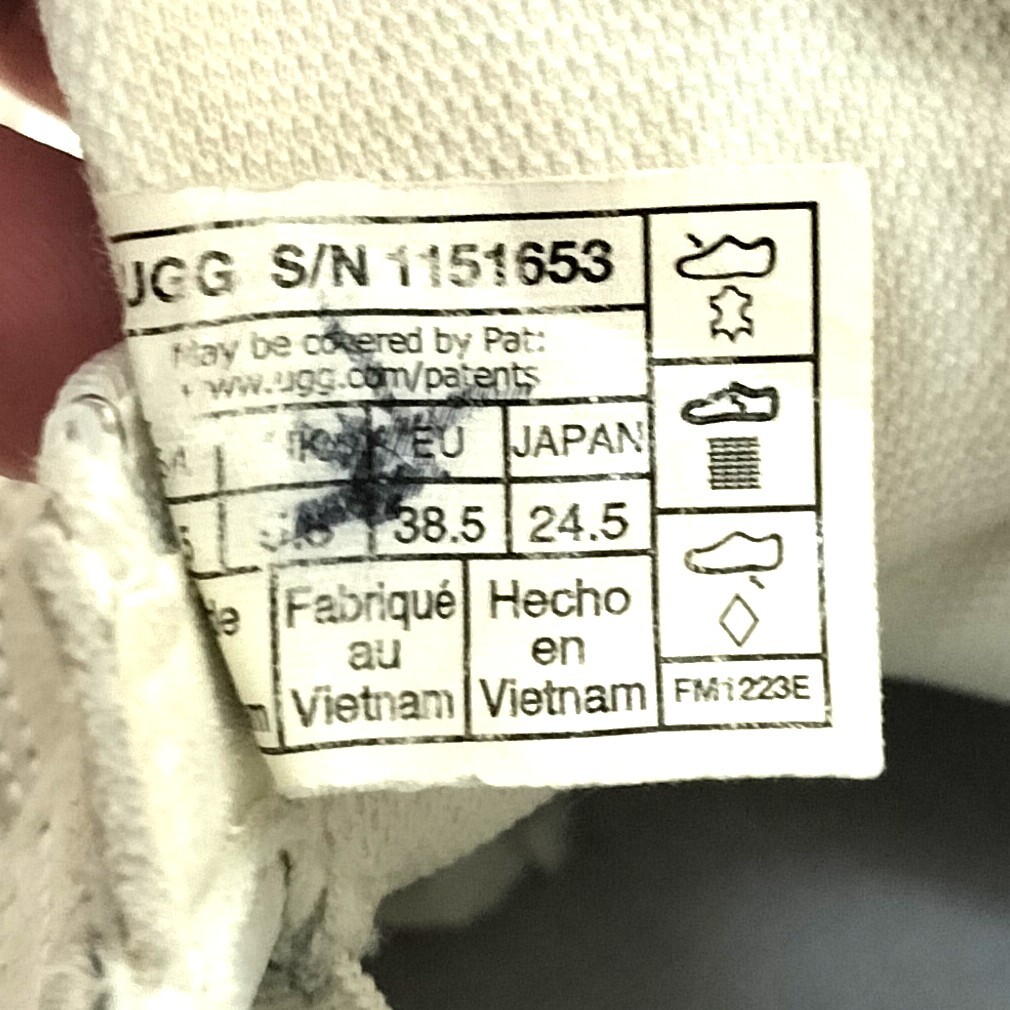 UGG S/N 1151653
May be covered by Pat:
www.ugg.com/patents
UK EU JAPAN
38.5 24.5
Fabriqué
au
Vietnam
Hecho
en
Vietnam
FM1223E